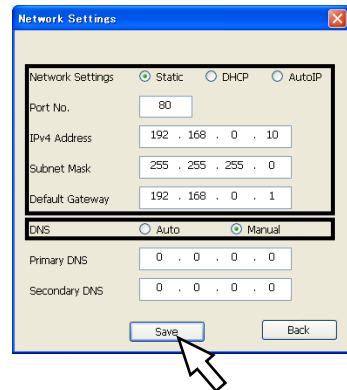 Network Settings
Network Settings Static DHCP AutoIP
Port No. 80
IPv4 Address 192 . 168 . 0 . 10
Subnet Mask 255 . 255 . 255 . 0
Default Gateway 192 . 168 . 0 . 1
DNS Auto Manual
Primary DNS 0 . 0 . 0 . 0
Secondary DNS 0 . 0 . 0 . 0
Save Back